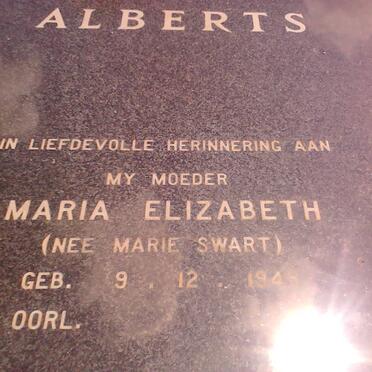 ALBERTS
IN LIEFDEVOLLE HERINNERING AAN
MY MOEDER
MARIA ELIZABETH
(NEE MARIE SWART)
GEB. 9 . 12 .
OORL.